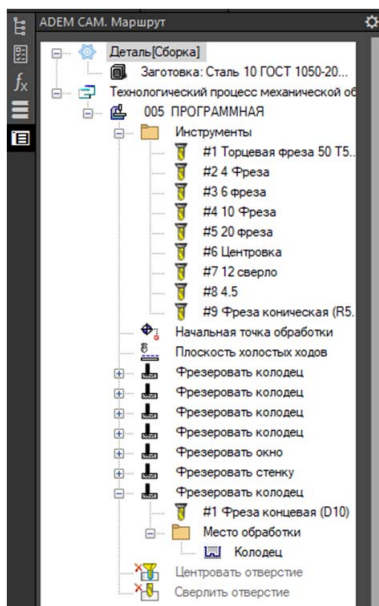 ADEM CAM. Маршрут
Деталь[Сборка]
Заготовка: Сталь 10 ГОСТ 1050-20...
Технологический процесс механической об
fx
005 ПРОГРАММНАЯ
Инструменты
#1 Торцевая фреза 50 Т5...
#2 4 Фреза
#3 6 фреза
#4 10 Фреза
#5 20 фреза
#6 Центровка
#7 12 сверло
#8 4.5
#9 Фреза коническая (R5.
Начальная точка обработки
Плоскость холостых ходов
Фрезеровать колодец
Фрезеровать колодец
Фрезеровать колодец
Фрезеровать колодец
Фрезеровать окно
Фрезеровать стенку
Фрезеровать колодец
#1 Фреза концевая (D10)
Место обработки
Колодец
Центровать отверстие
Сверлить отверстие